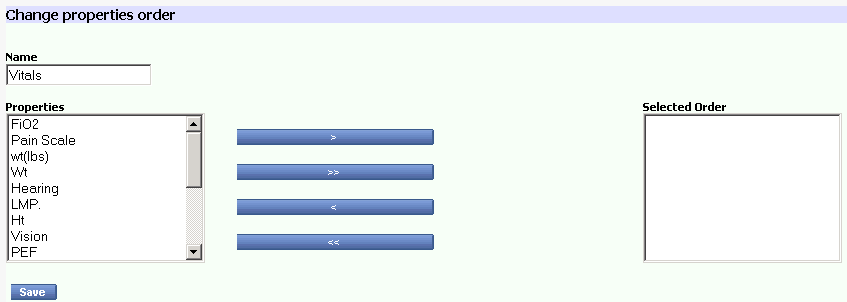 Change properties order
Name
Vitals
Properties
Selected Order
FiO2
Pain Scale
wt(lbs)
Wt
Hearing
LMP.
Ht
Vision
PEF
>
>>
<
<<
Save